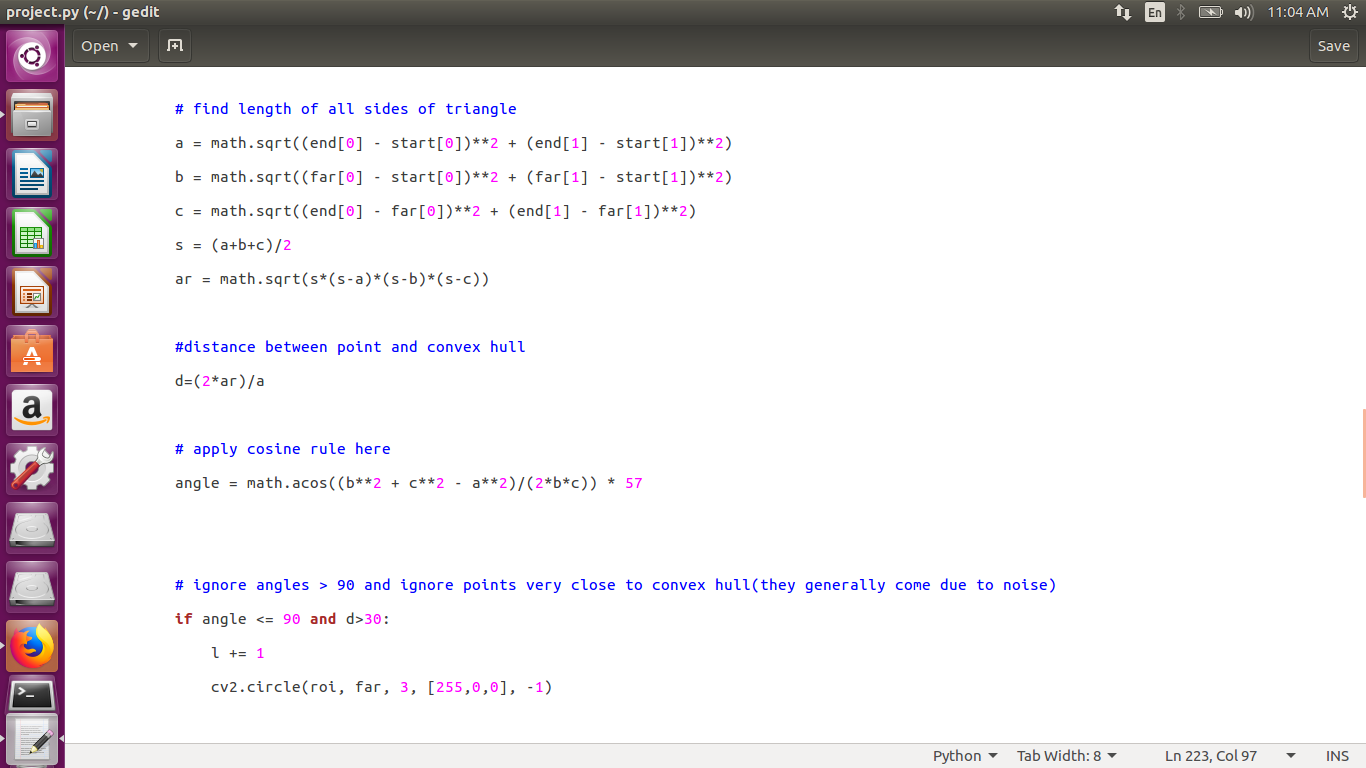 project.py (~/) - gedit
En
11:04 AM
Open
Save
# find length of all sides of triangle
a = math.sqrt((end[0] - start[0])**2 + (end[1] - start[1])**2)
b = math.sqrt((far[0] - start[0])**2 + (far[1] - start[1])**2)
c = math.sqrt((end[0] - far[0])**2 + (end[1] - far[1])**2)
s = (a+b+c)/2
ar = math.sqrt(s*(s-a)*(s-b)*(s-c))
#distance between point and convex hull
d=(2*ar)/a
# apply cosine rule here
angle = math.acos((b**2 + c**2 - a**2)/(2*b*c)) * 57
# ignore angles > 90 and ignore points very close to convex hull(they generally come due to noise)
if angle <= 90 and d>30:
l += 1
cv2.circle(roi, far, 3, [255,0,0], -1)
Python
Tab Width: 8
Ln 223, Col 97
INS